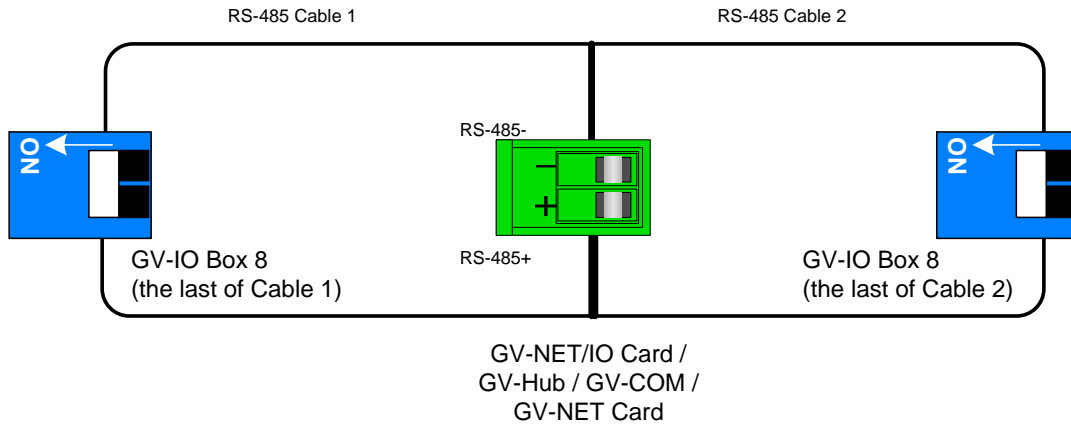 RS-485 Cable 1
RS-485 Cable 2
RS-485-
ON
ON
−
+
RS-485+
GV-IO Box 8
(the last of Cable 1)
GV-IO Box 8
(the last of Cable 2)
GV-NET/IO Card /
GV-Hub / GV-COM /
GV-NET Card